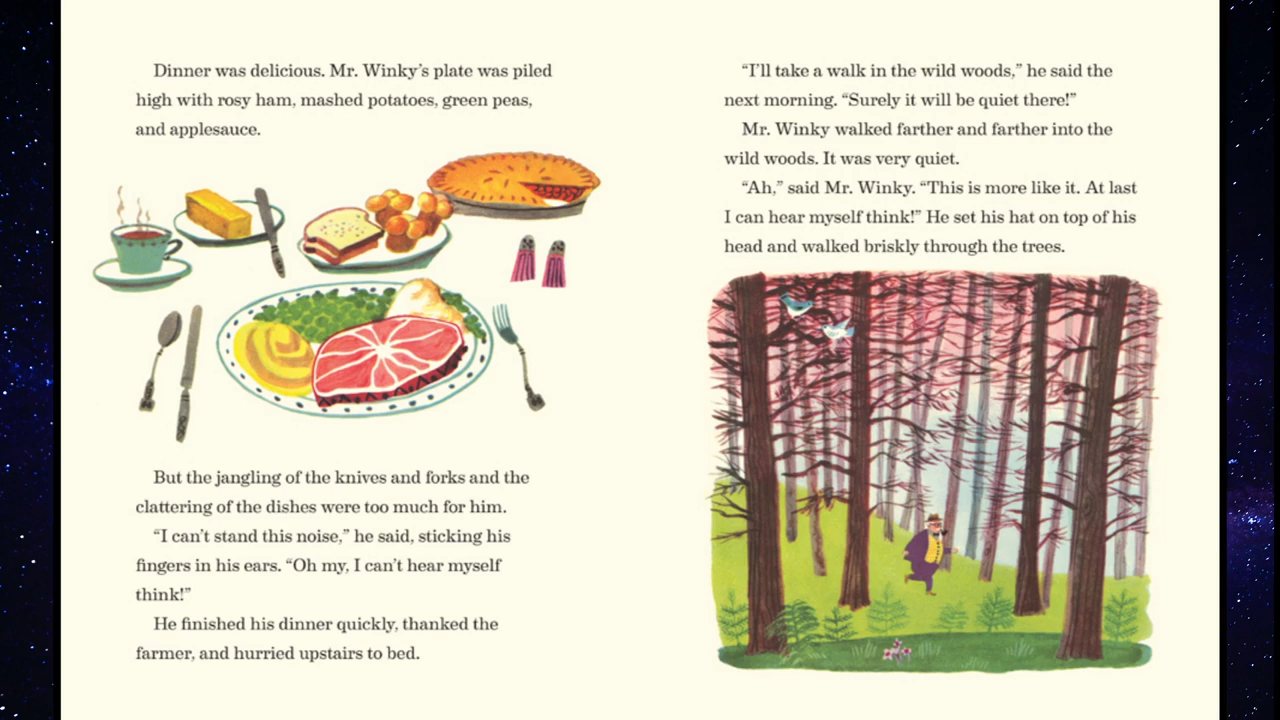 Dinner was delicious. Mr. Winky’s plate was piled
high with rosy ham, mashed potatoes, green peas,
and applesauce.
But the jangling of the knives and forks and the
clattering of the dishes were too much for him.
“I can’t stand this noise,” he said, sticking his
fingers in his ears. “Oh my, I can’t hear myself
think!”
He finished his dinner quickly, thanked the
farmer, and hurried upstairs to bed.
“I’ll take a walk in the wild woods,” he said the
next morning. “Surely it will be quiet there!”
Mr. Winky walked farther and farther into the
wild woods. It was very quiet.
“Ah,” said Mr. Winky. “This is more like it. At last
I can hear myself think!” He set his hat on top of his
head and walked briskly through the trees.